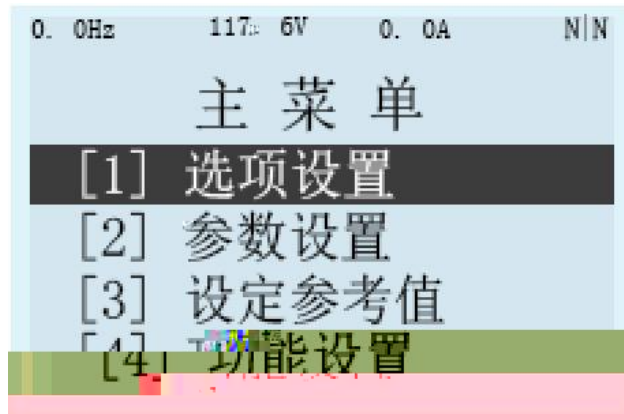 0. 0Hz 117. 6V 0. 0A N|N
主 菜 单
[1] 选项设置
[2] 参数设置
[3] 设定参考值
[4] 功能设置